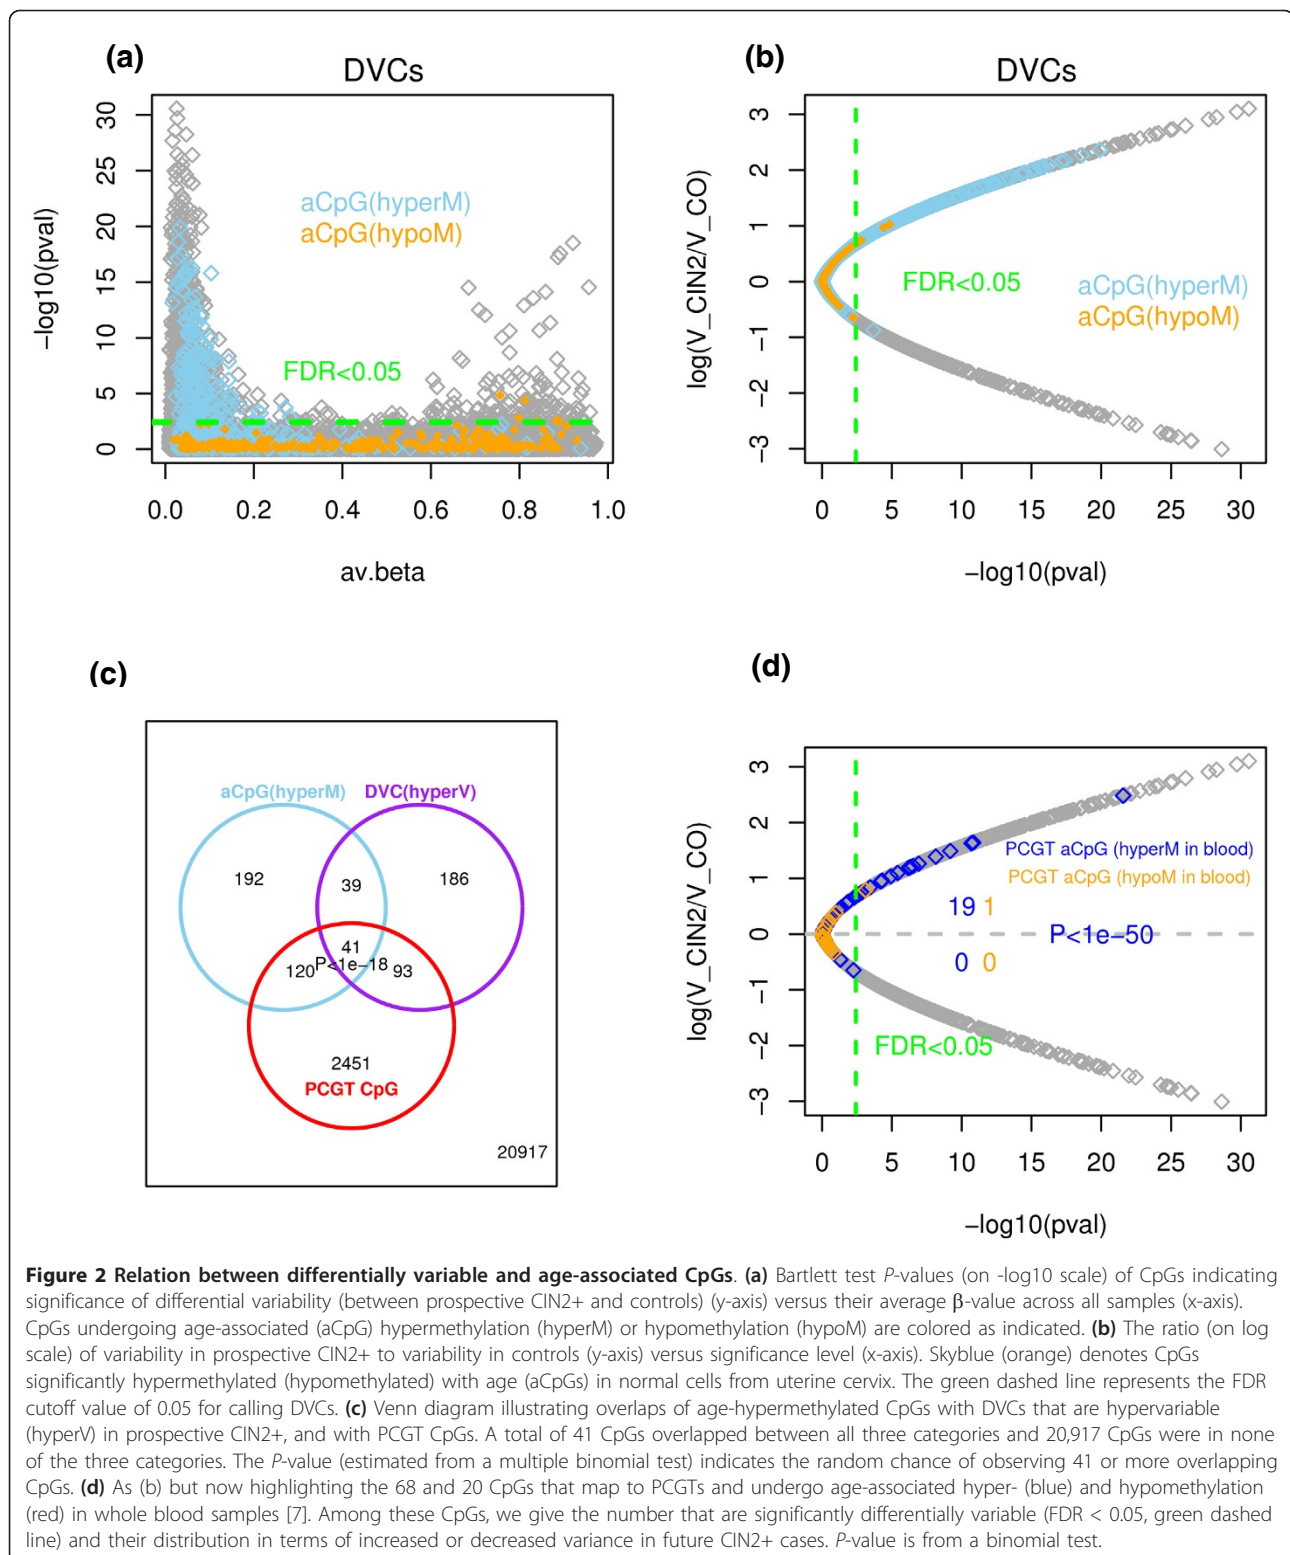 (a)
DVCs
30
25
20
15
10
5
0
−log10(pval)
aCpG(hyperM)
aCpG(hypoM)
FDR<0.05
0.0 0.2 0.4 0.6 0.8 1.0
av.beta
(b)
DVCs
3
2
1
0
−1
−2
−3
log(V_CIN2/V_CO)
FDR<0.05
aCpG(hyperM)
aCpG(hypoM)
0 5 10 15 20 25 30
−log10(pval)
(c)
aCpG(hyperM) DVC(hyperV)
192 39 186
41
P<1e−18
120 93
2451
PCGT CpG
20917
(d)
3
2
1
0
−1
−2
−3
log(V_CIN2/V_CO)
PCGT aCpG (hyperM in blood)
PCGT aCpG (hypoM in blood)
19 1
P<1e−50
0 0
FDR<0.05
0 5 10 15 20 25 30
−log10(pval)
Figure 2 Relation between differentially variable and age-associated CpGs. (a) Bartlett test P-values (on -log10 scale) of CpGs indicating
significance of differential variability (between prospective CIN2+ and controls) (y-axis) versus their average β-value across all samples (x-axis).
CpGs undergoing age-associated (aCpG) hypermethylation (hyperM) or hypomethylation (hypoM) are colored as indicated. (b) The ratio (on log
scale) of variability in prospective CIN2+ to variability in controls (y-axis) versus significance level (x-axis). Skyblue (orange) denotes CpGs
significantly hypermethylated (hypomethylated) with age (aCpGs) in normal cells from uterine cervix. The green dashed line represents the FDR
cutoff value of 0.05 for calling DVCs. (c) Venn diagram illustrating overlaps of age-hypermethylated CpGs with DVCs that are hypervariable
(hyperV) in prospective CIN2+, and with PCGT CpGs. A total of 41 CpGs overlapped between all three categories and 20,917 CpGs were in none
of the three categories. The P-value (estimated from a multiple binomial test) indicates the random chance of observing 41 or more overlapping
CpGs. (d) As (b) but now highlighting the 68 and 20 CpGs that map to PCGTs and undergo age-associated hyper- (blue) and hypomethylation
(red) in whole blood samples [7]. Among these CpGs, we give the number that are significantly differentially variable (FDR < 0.05, green dashed
line) and their distribution in terms of increased or decreased variance in future CIN2+ cases. P-value is from a binomial test.